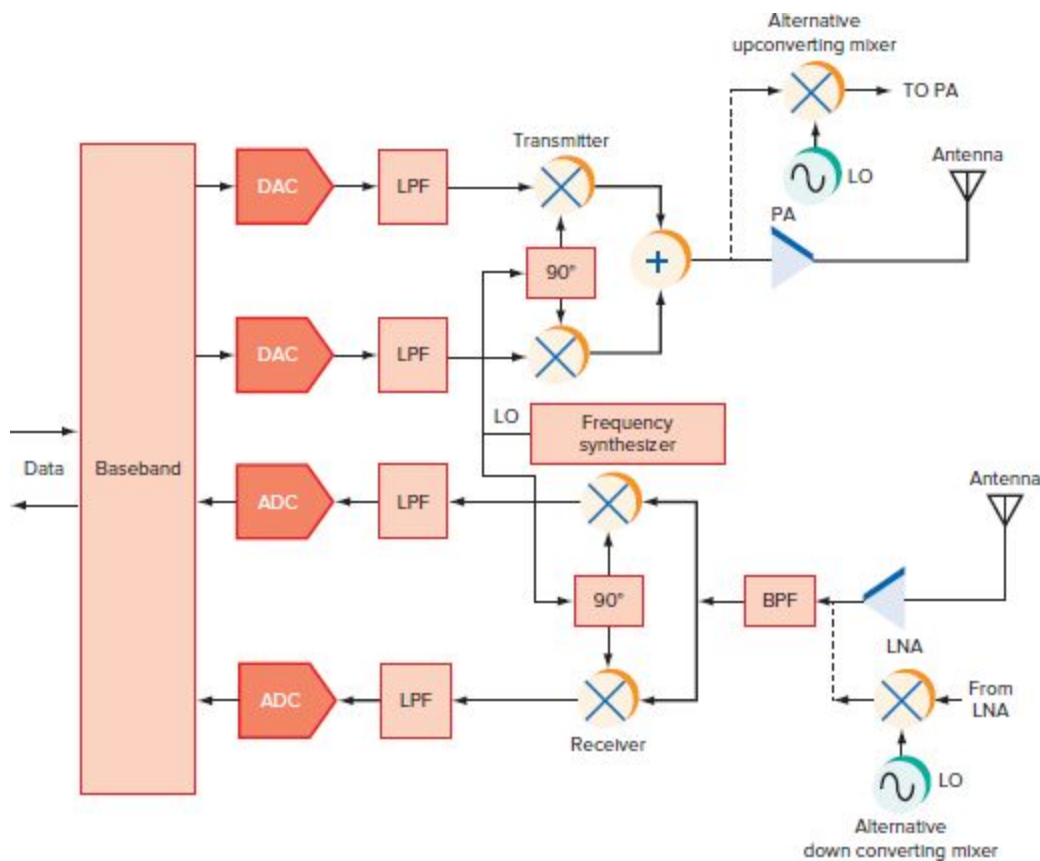 Alternative
upconverting mixer
TO PA
LO
Transmitter
Antenna
DAC
LPF
PA
90°
DAC
LPF
LO
Frequency
synthesizer
Data
Baseband
Antenna
ADC
LPF
90°
BPF
LNA
ADC
LPF
From
LNA
Receiver
LO
Alternative
down converting mixer